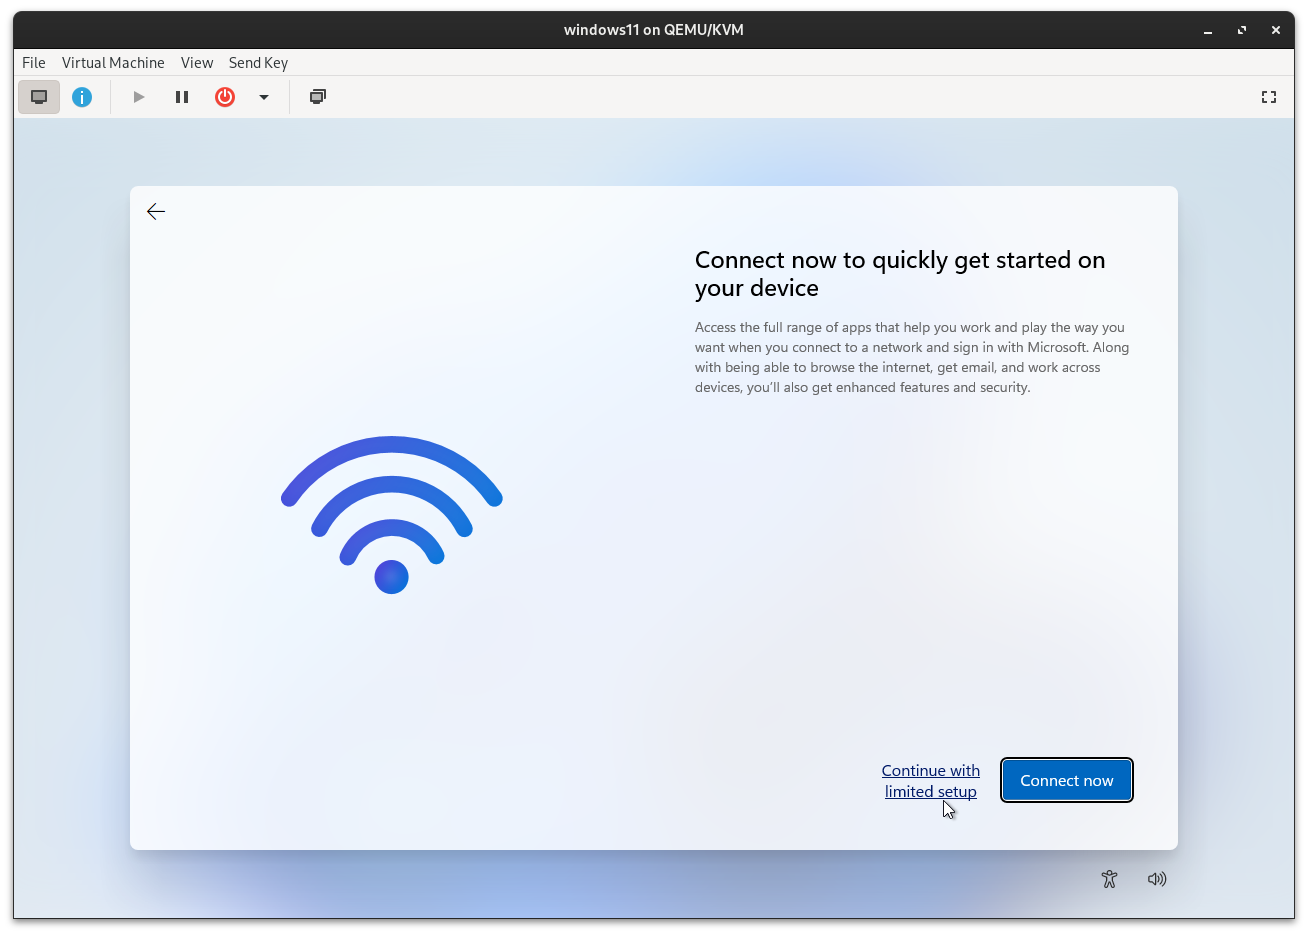 windows11 on QEMU/KVM
File Virtual Machine View Send Key
Connect now to quickly get started on
your device
Access the full range of apps that help you work and play the way you
want when you connect to a network and sign in with Microsoft. Along
with being able to browse the internet, get email, and work across
devices, you’ll also get enhanced features and security.
Continue with
limited setup
Connect now